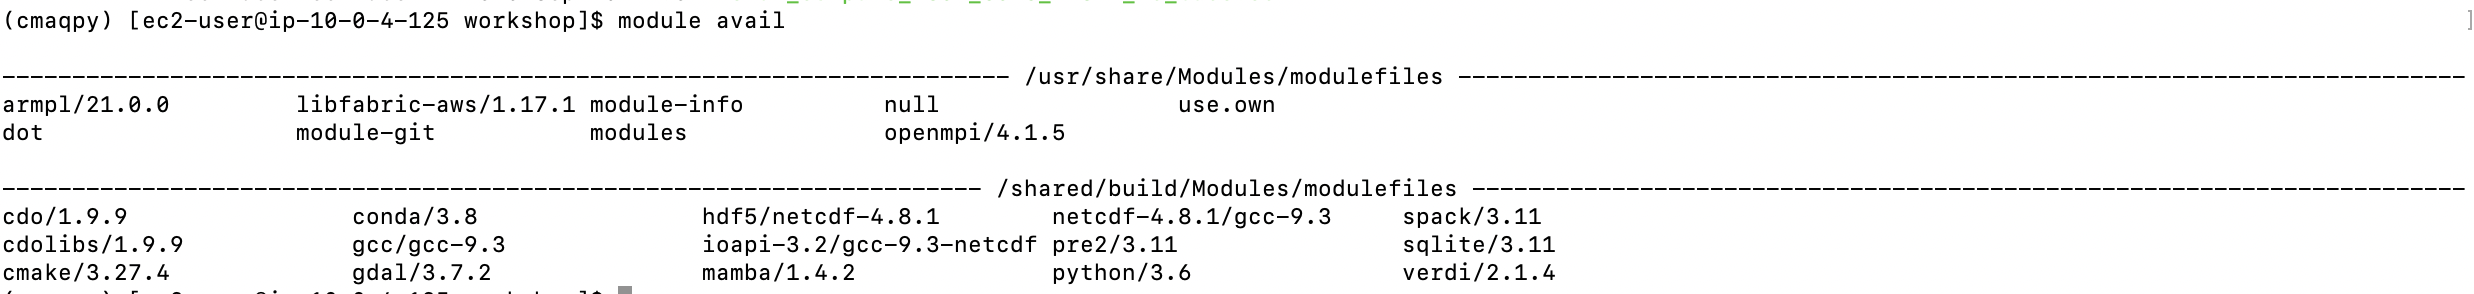 (cmaqpy) [ec2-user@ip-10-0-4-125 workshop]$ module avail ]
---------- /usr/share/Modules/modulefiles ----------
armpl/21.0.0 libfabric-aws/1.17.1 module-info null use.own
dot module-git modules openmpi/4.1.5
---------- /shared/build/Modules/modulefiles ----------
cdo/1.9.9 conda/3.8 hdf5/netcdf-4.8.1 netcdf-4.8.1/gcc-9.3 spack/3.11
cdolibs/1.9.9 gcc/gcc-9.3 ioapi-3.2/gcc-9.3-netcdf pre2/3.11 sqlite/3.11
cmake/3.27.4 gdal/3.7.2 mamba/1.4.2 python/3.6 verdi/2.1.4